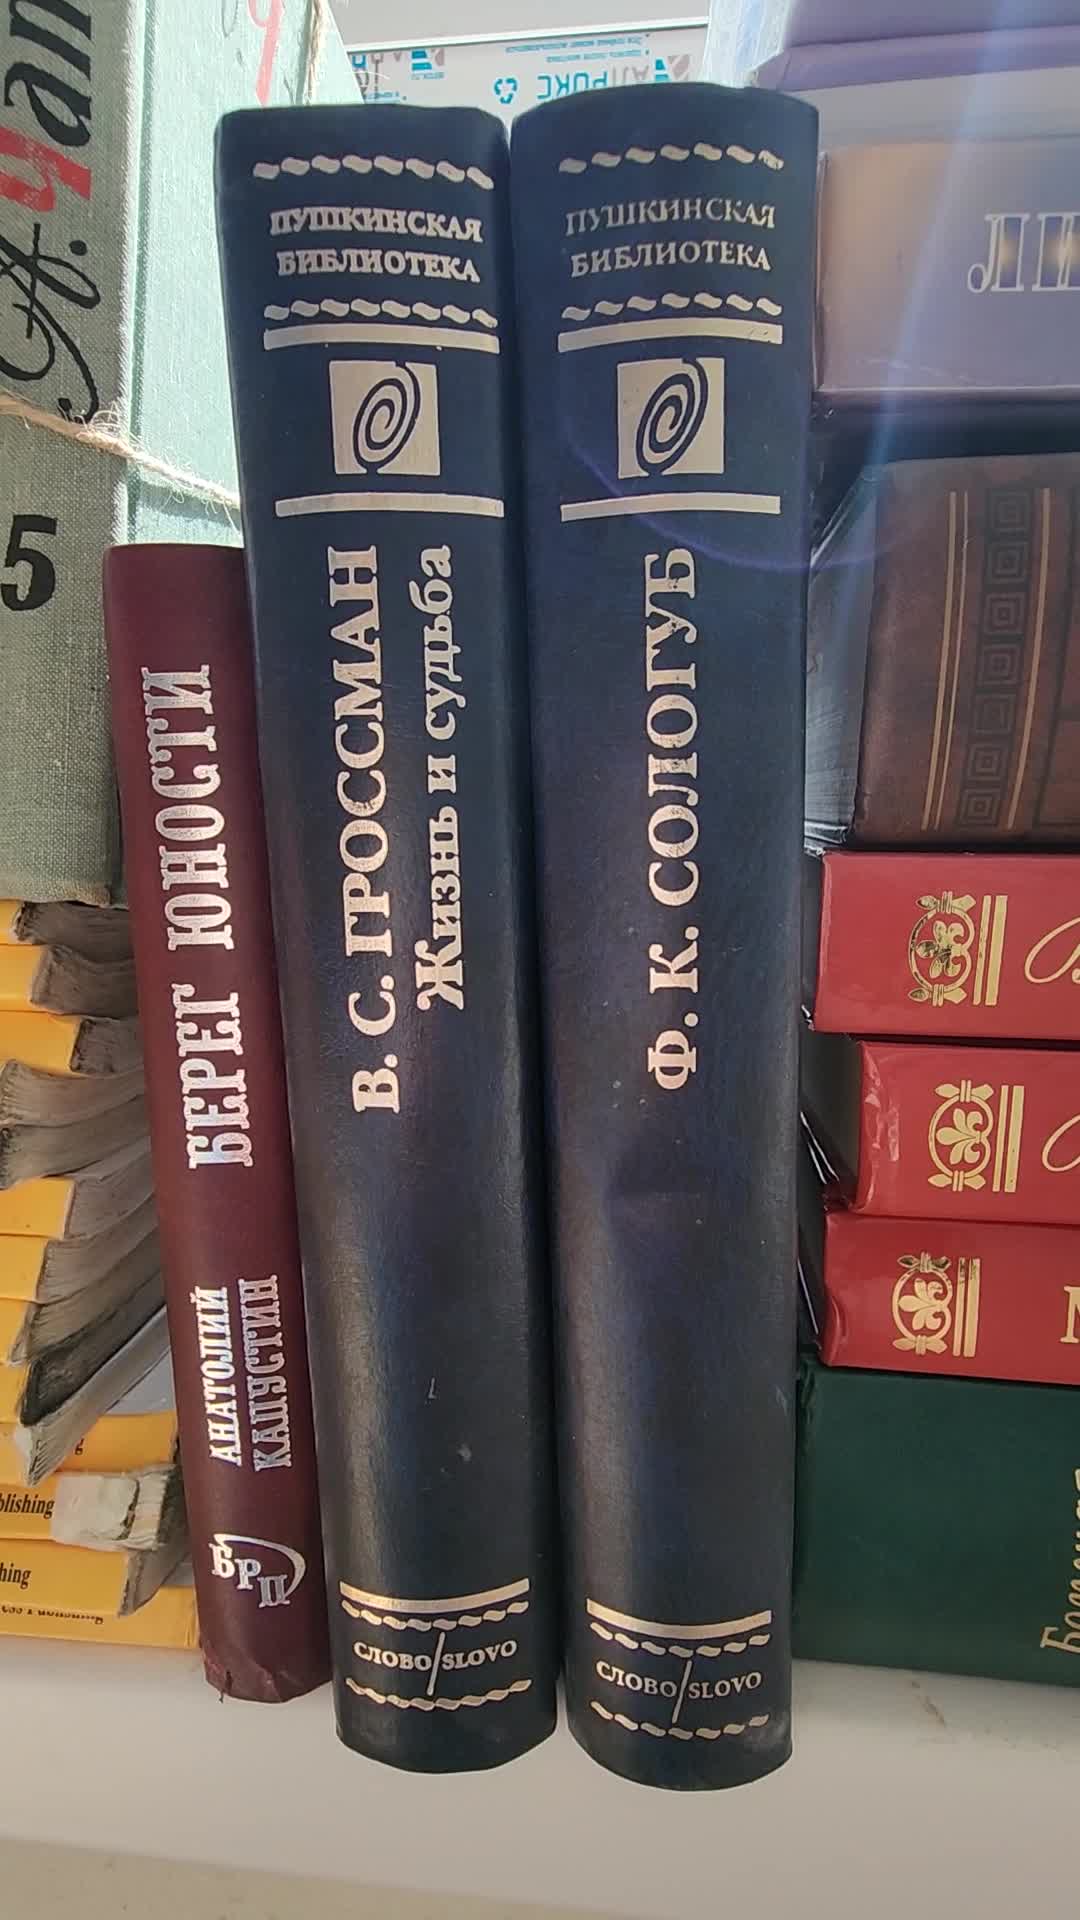 БЕРЕГ ЮНОСТИ
АНАТОЛИЙ
КАПУСТИН
БРП
ПУШКИНСКАЯ
БИБЛИОТЕКА
В. С. ГРОССМАН
Жизнь и судьба
СЛОВО/SLOVO
ПУШКИНСКАЯ
БИБЛИОТЕКА
Ф. К. СОЛОГУБ
СЛОВО/SLOVO
5